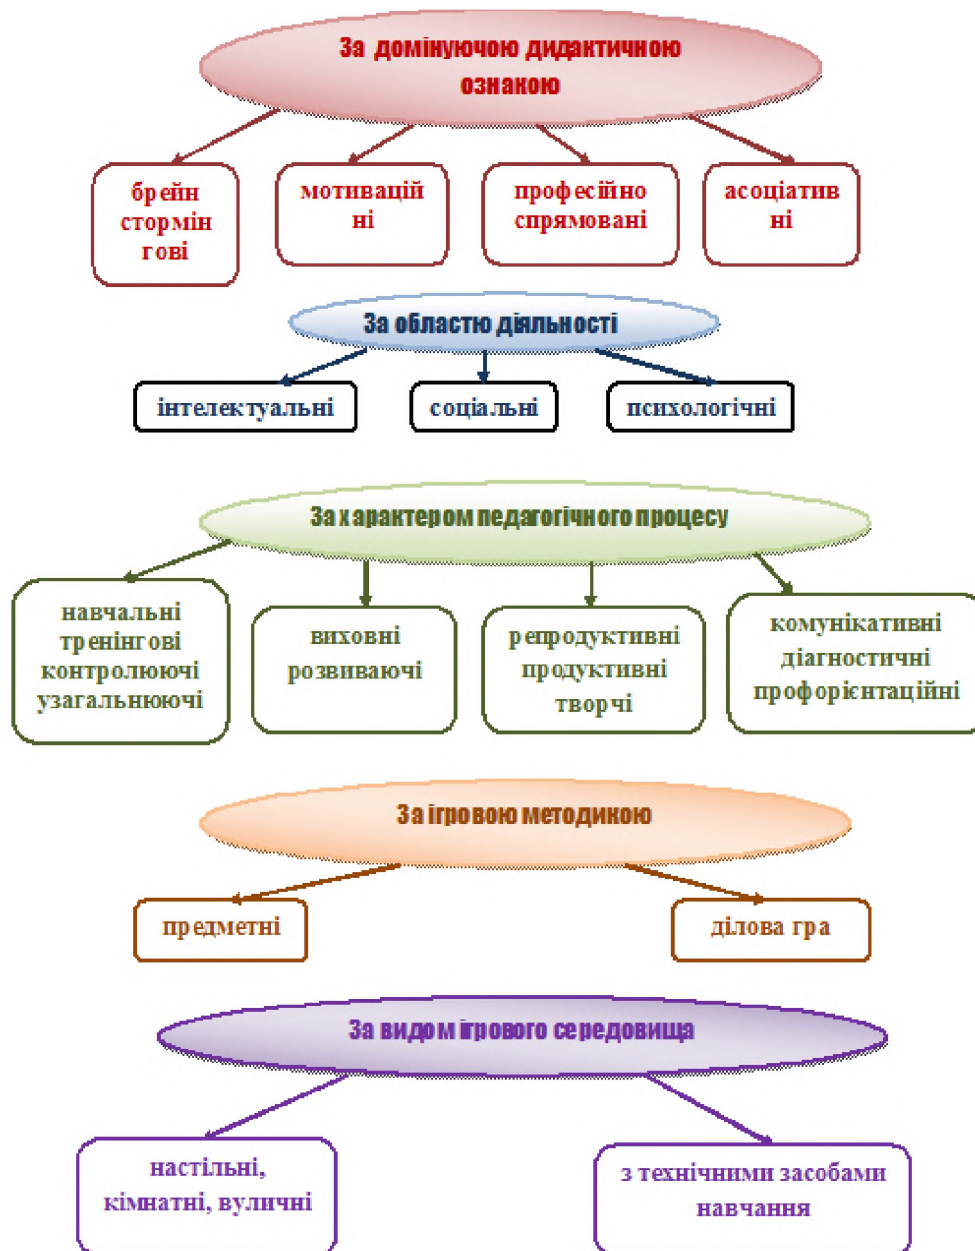 За домінуючою дидактичною
ознакою
брейн
стормін
гові
мотивацій
ні
професійно
спрямовані
асоціатив
ні
За областю діяльності
інтелектуальні
соціальні
психологічні
За характером педагогічного процесу
навчальні
тренінгові
контролюючі
узагальнюючі
виховні
розвиваючі
репродуктивні
продуктивні
творчі
комунікативні
діагностичні
профорієнтаційні
За ігровою методикою
предметні
ділова гра
За видом ігрового середовища
настільні,
кімнатні, вуличні
з технічними засобами
навчання